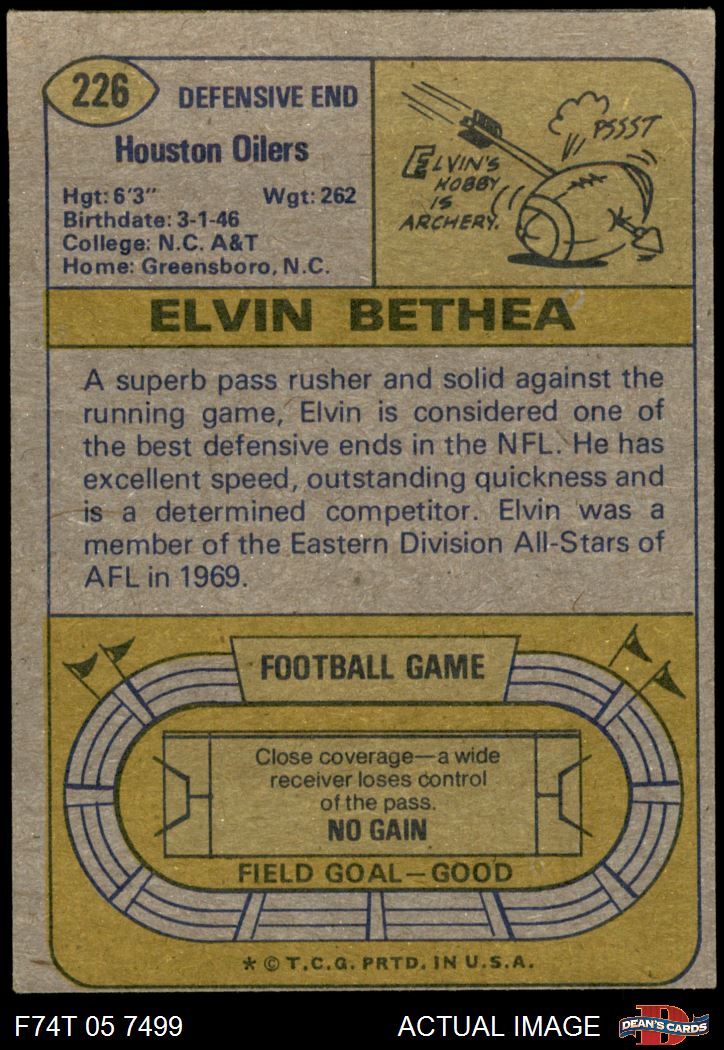 226
DEFENSIVE END
Houston Oilers
Hgt: 6'3" Wgt: 262
Birthdate: 3-1-46
College: N.C. A&T
Home: Greensboro, N.C.
PSSST
ELVIN'S
HOBBY
IS
ARCHERY.
ELVIN BETHEA
A superb pass rusher and solid against the
running game, Elvin is considered one of
the best defensive ends in the NFL. He has
excellent speed, outstanding quickness and
is a determined competitor. Elvin was a
member of the Eastern Division All-Stars of
AFL in 1969.
FOOTBALL GAME
Close coverage—a wide
receiver loses control
of the pass.
NO GAIN
FIELD GOAL—GOOD
* © T.C.G. PRTD. IN U.S.A.
F74T 05 7499 ACTUAL IMAGE
D
DEAN'S CARDS